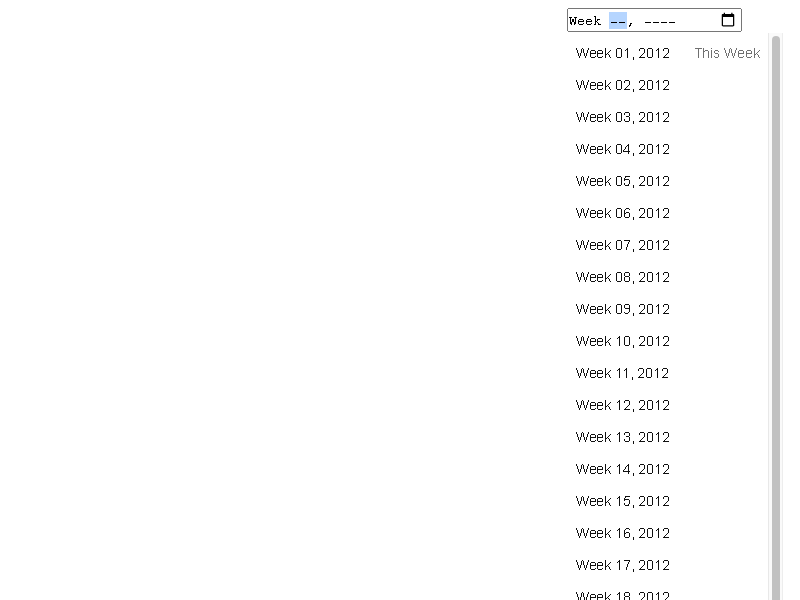 Week --, ----
Week 01, 2012 This Week
Week 02, 2012
Week 03, 2012
Week 04, 2012
Week 05, 2012
Week 06, 2012
Week 07, 2012
Week 08, 2012
Week 09, 2012
Week 10, 2012
Week 11, 2012
Week 12, 2012
Week 13, 2012
Week 14, 2012
Week 15, 2012
Week 16, 2012
Week 17, 2012
Week 18, 2012